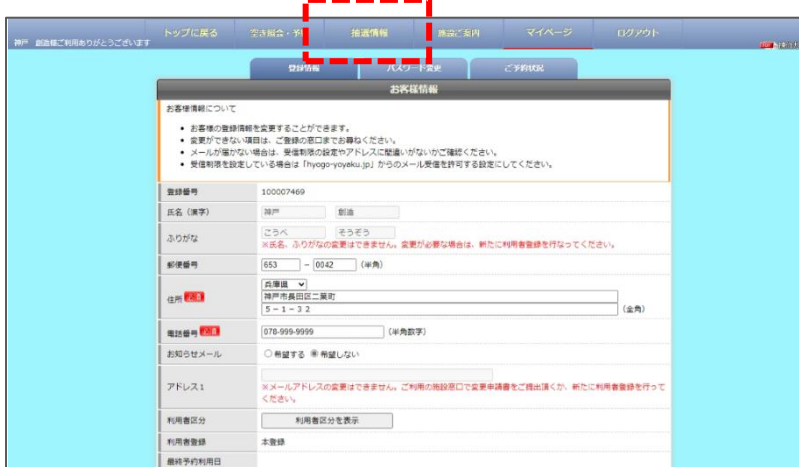 神戸 創造様ご利用ありがとうございます
トップに戻る
空き照会・予
抽選情報
施設ご案内
マイページ
ログアウト
登録情報
パスワード変更
ご予約状況
お客様情報
お客様情報について
• お客様の登録情報を変更することができます。
• 変更ができない項目は、ご登録の窓口までお尋ねください。
• メールが届かない場合は、受信制限の設定やアドレスに間違いがないかご確認ください。
• 受信制限を設定している場合は「hyogo-yoyaku.jp」からのメール受信を許可する設定にしてください。
登録番号 100007469
氏名（漢字） 神戸 創造
ふりがな こうべ そうぞう
※氏名、ふりがなの変更はできません。変更が必要な場合は、新たに利用者登録を行なってください。
郵便番号 653 － 0042 （半角）
住所 必須 兵庫県
神戸市長田区二葉町
５－１－３２ （全角）
電話番号 必須 078-999-9999 （半角数字）
お知らせメール 希望する 希望しない
アドレス１
※メールアドレスの変更はできません。ご利用の施設窓口で変更申請書をご提出頂くか、新たに利用者登録を行って
ください。
利用者区分 利用者区分を表示
利用者登録 本登録
最終予約利用日